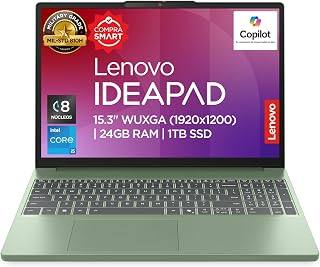 MILITARY GRADE
MIL-STD 810H
COMPRA
SMART
Copilot
Lenovo
IDEAPAD
15.3" WUXGA (1920x1200)
| 24GB RAM | 1TB SSD
8
NÚCLEOS
intel
CORE i5
Lenovo